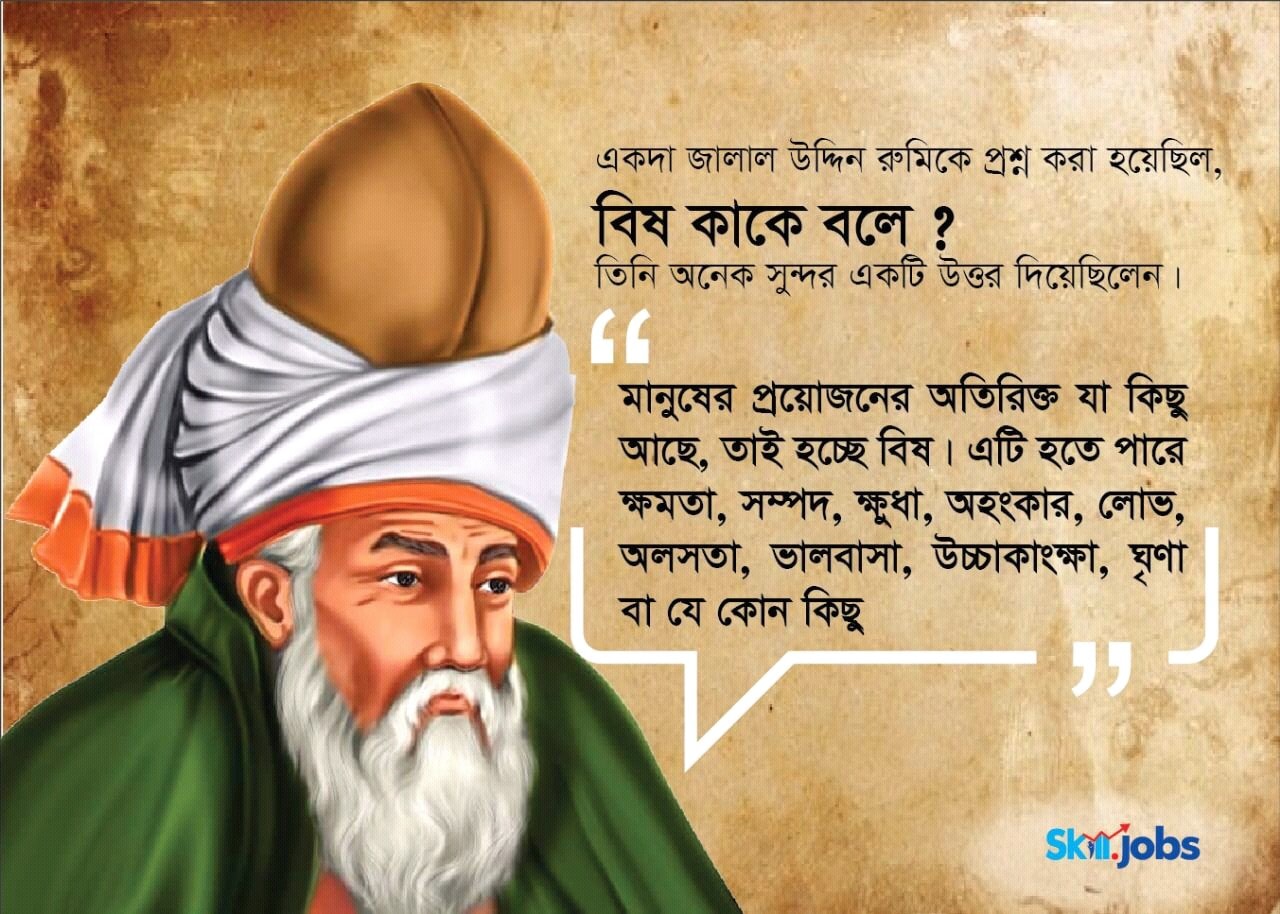 একদা জালাল উদ্দিন রুমিকে প্রশ্ন করা হয়েছিল,
বিষ কাকে বলে ?
তিনি অনেক সুন্দর একটি উত্তর দিয়েছিলেন।
“
মানুষের প্রয়োজনের অতিরিক্ত যা কিছু
আছে, তাই হচ্ছে বিষ। এটি হতে পারে
ক্ষমতা, সম্পদ, ক্ষুধা, অহংকার, লোভ,
অলসতা, ভালবাসা, উচ্চাকাংক্ষা, ঘৃণা
বা যে কোন কিছু
”
Skill.jobs